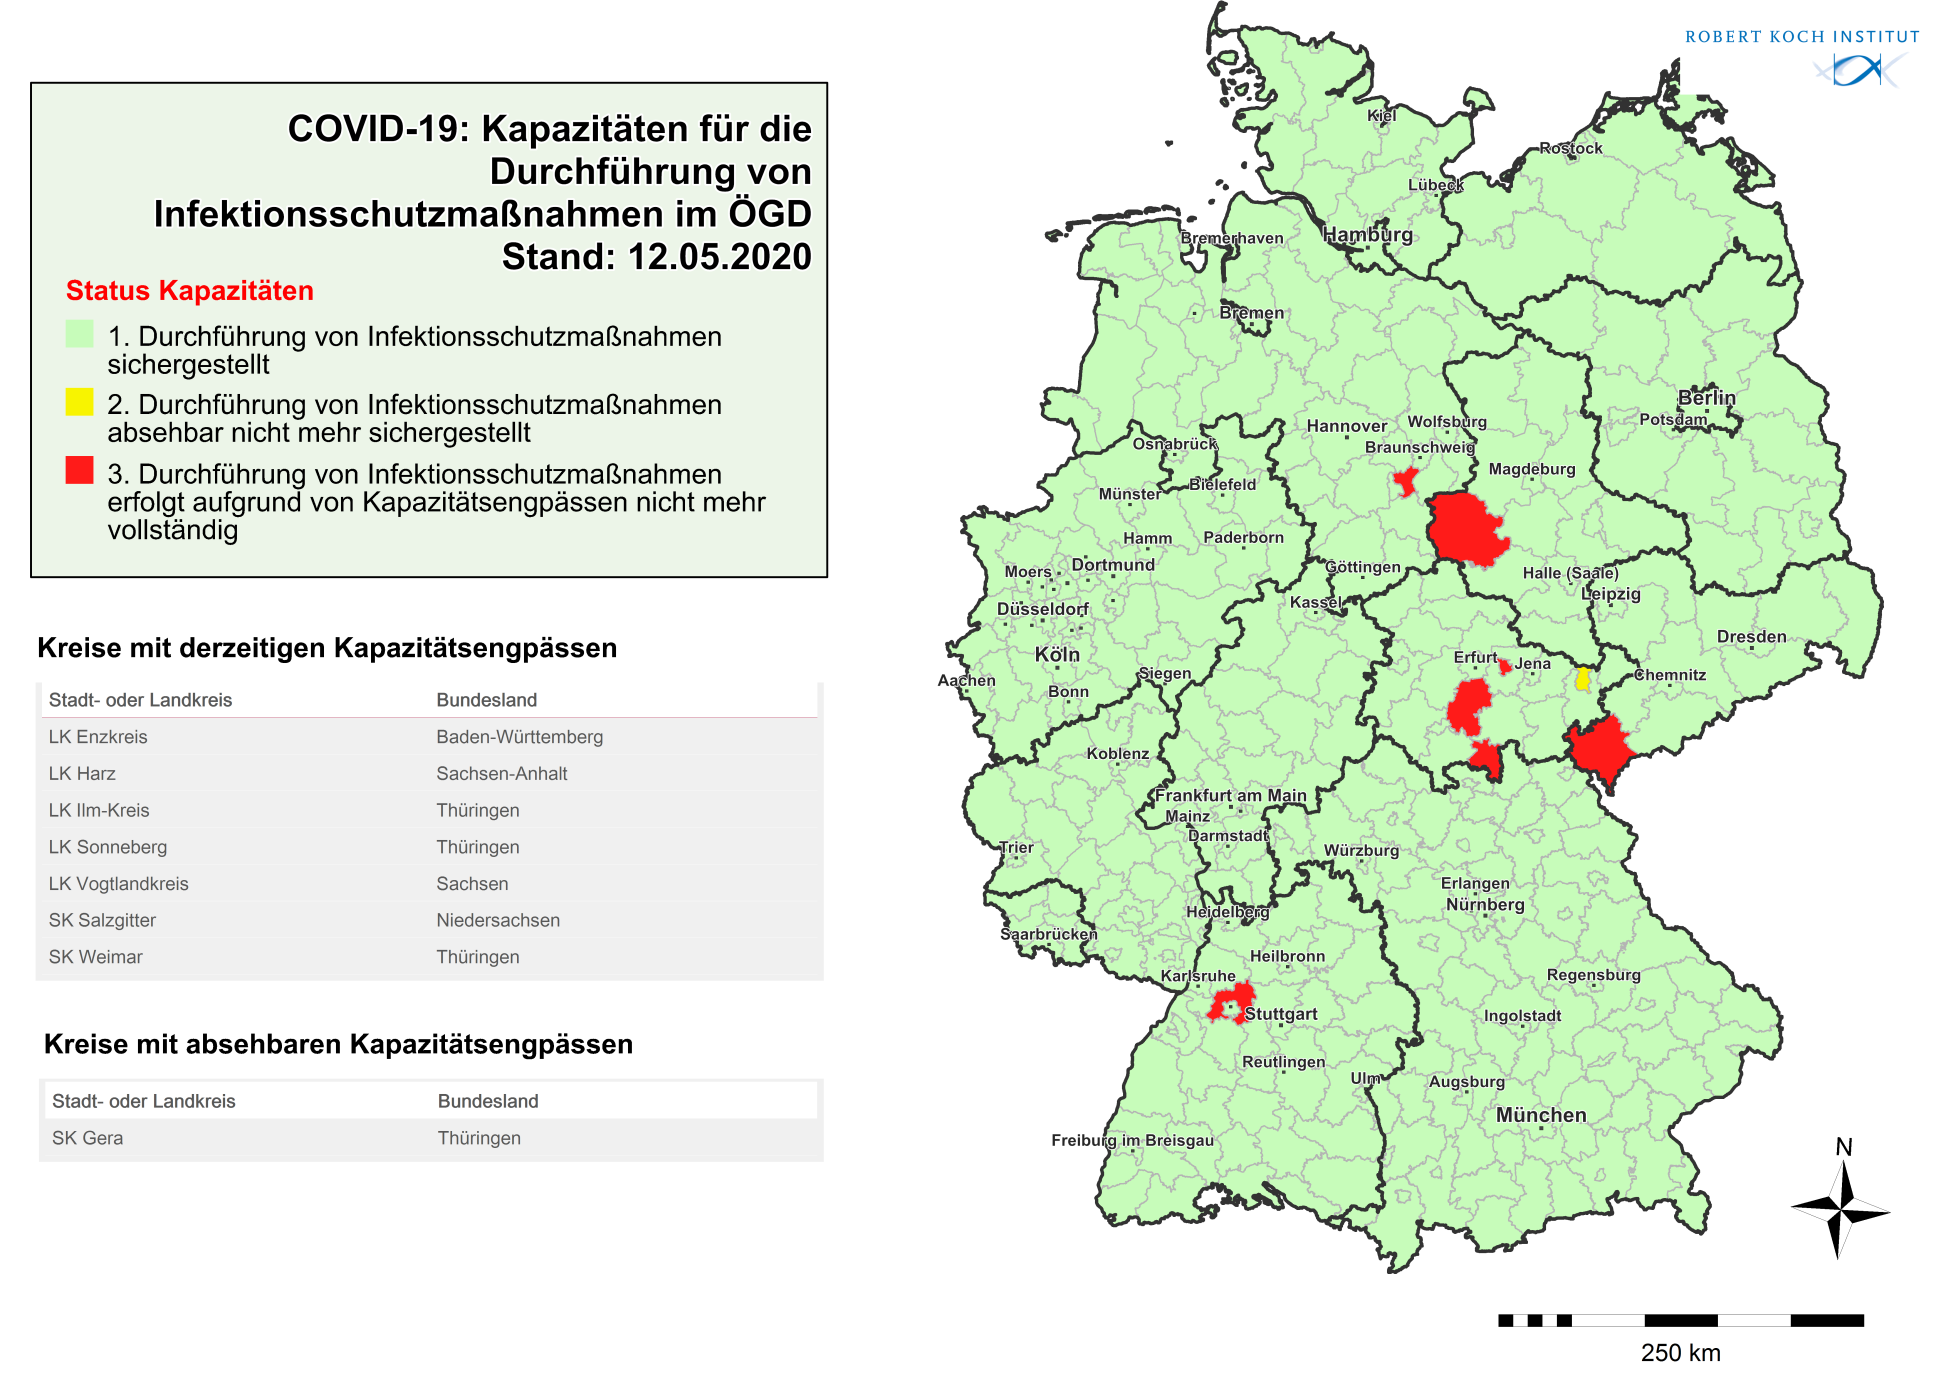 COVID-19: Kapazitäten für die
Durchführung von
Infektionsschutzmaßnahmen im ÖGD
Stand: 12.05.2020
Status Kapazitäten
1. Durchführung von Infektionsschutzmaßnahmen
sichergestellt
2. Durchführung von Infektionsschutzmaßnahmen
absehbar nicht mehr sichergestellt
3. Durchführung von Infektionsschutzmaßnahmen
erfolgt aufgrund von Kapazitätsengpässen nicht mehr
vollständig
Kreise mit derzeitigen Kapazitätsengpässen
Stadt- oder Landkreis Bundesland
LK Enzkreis Baden-Württemberg
LK Harz Sachsen-Anhalt
LK Ilm-Kreis Thüringen
LK Sonneberg Thüringen
LK Vogtlandkreis Sachsen
SK Salzgitter Niedersachsen
SK Weimar Thüringen
Kreise mit absehbaren Kapazitätsengpässen
Stadt- oder Landkreis Bundesland
SK Gera Thüringen
ROBERT KOCH INSTITUT
Kiel
Rostock
Lübeck
Hamburg
Bremerhaven
Bremen
Berlin
Potsdam
Hannover
Wolfsburg
Braunschweig
Osnabrück
Magdeburg
Bielefeld
Münster
Hamm
Paderborn
Dortmund
Moers
Göttingen
Halle (Saale)
Leipzig
Düsseldorf
Kassel
Dresden
Köln
Erfurt
Jena
Aachen
Siegen
Chemnitz
Bonn
Koblenz
Frankfurt am Main
Mainz
Darmstadt
Trier
Würzburg
Erlangen
Nürnberg
Heidelberg
Saarbrücken
Heilbronn
Karlsruhe
Regensburg
Stuttgart
Ingolstadt
Reutlingen
Ulm
Augsburg
München
Freiburg im Breisgau
N
250 km